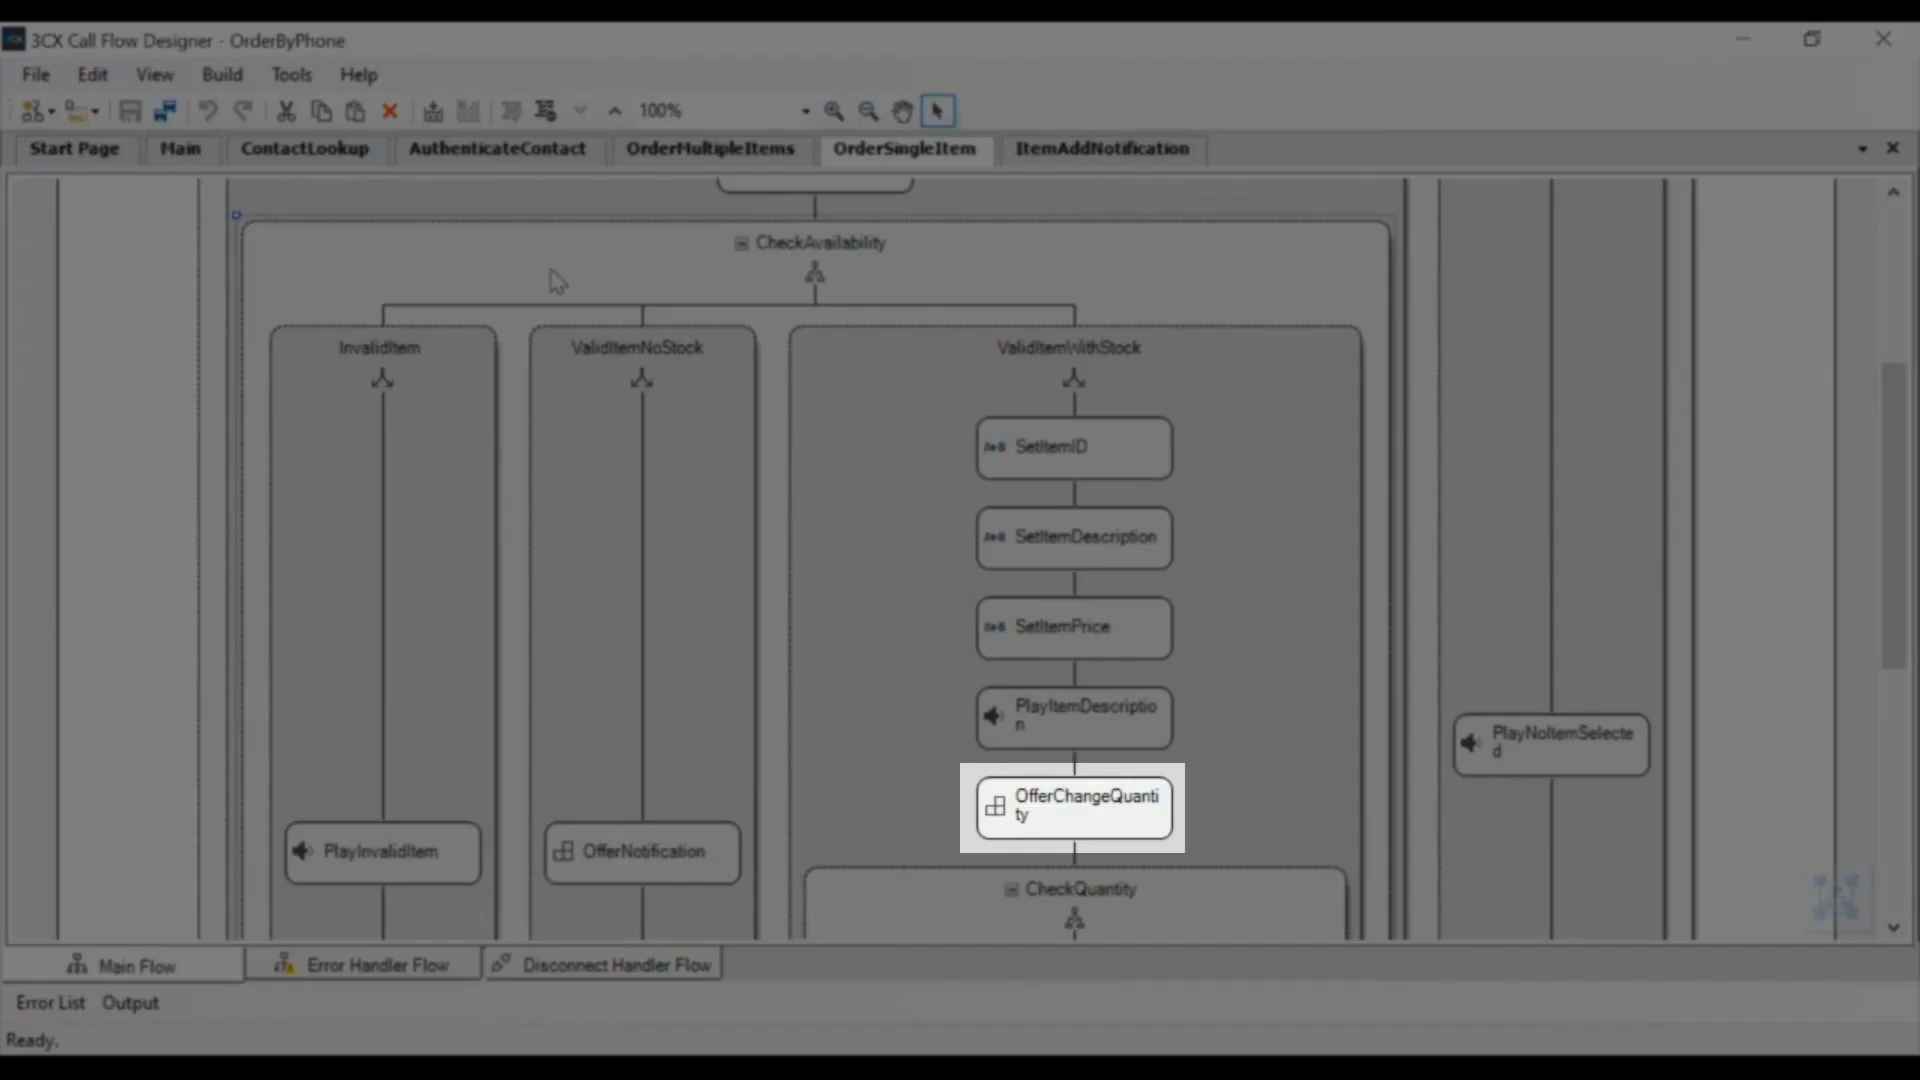 3CX Call Flow Designer - OrderByPhone
File Edit View Build Tools Help
100%
Start Page Main ContactLookup AuthenticateContact OrderMultipleItems OrderSingleItem ItemAddNotification
CheckAvailability
InvalidItem ValidItemNoStock ValidItemWithStock
SetItemID
SetItemDescription
SetItemPrice
PlayItemDescriptio
n
PlayNoItemSelecte
d
OfferChangeQuanti
ty
PlayInvalidItem OfferNotification
CheckQuantity
Main Flow Error Handler Flow Disconnect Handler Flow
Error List Output
Ready.